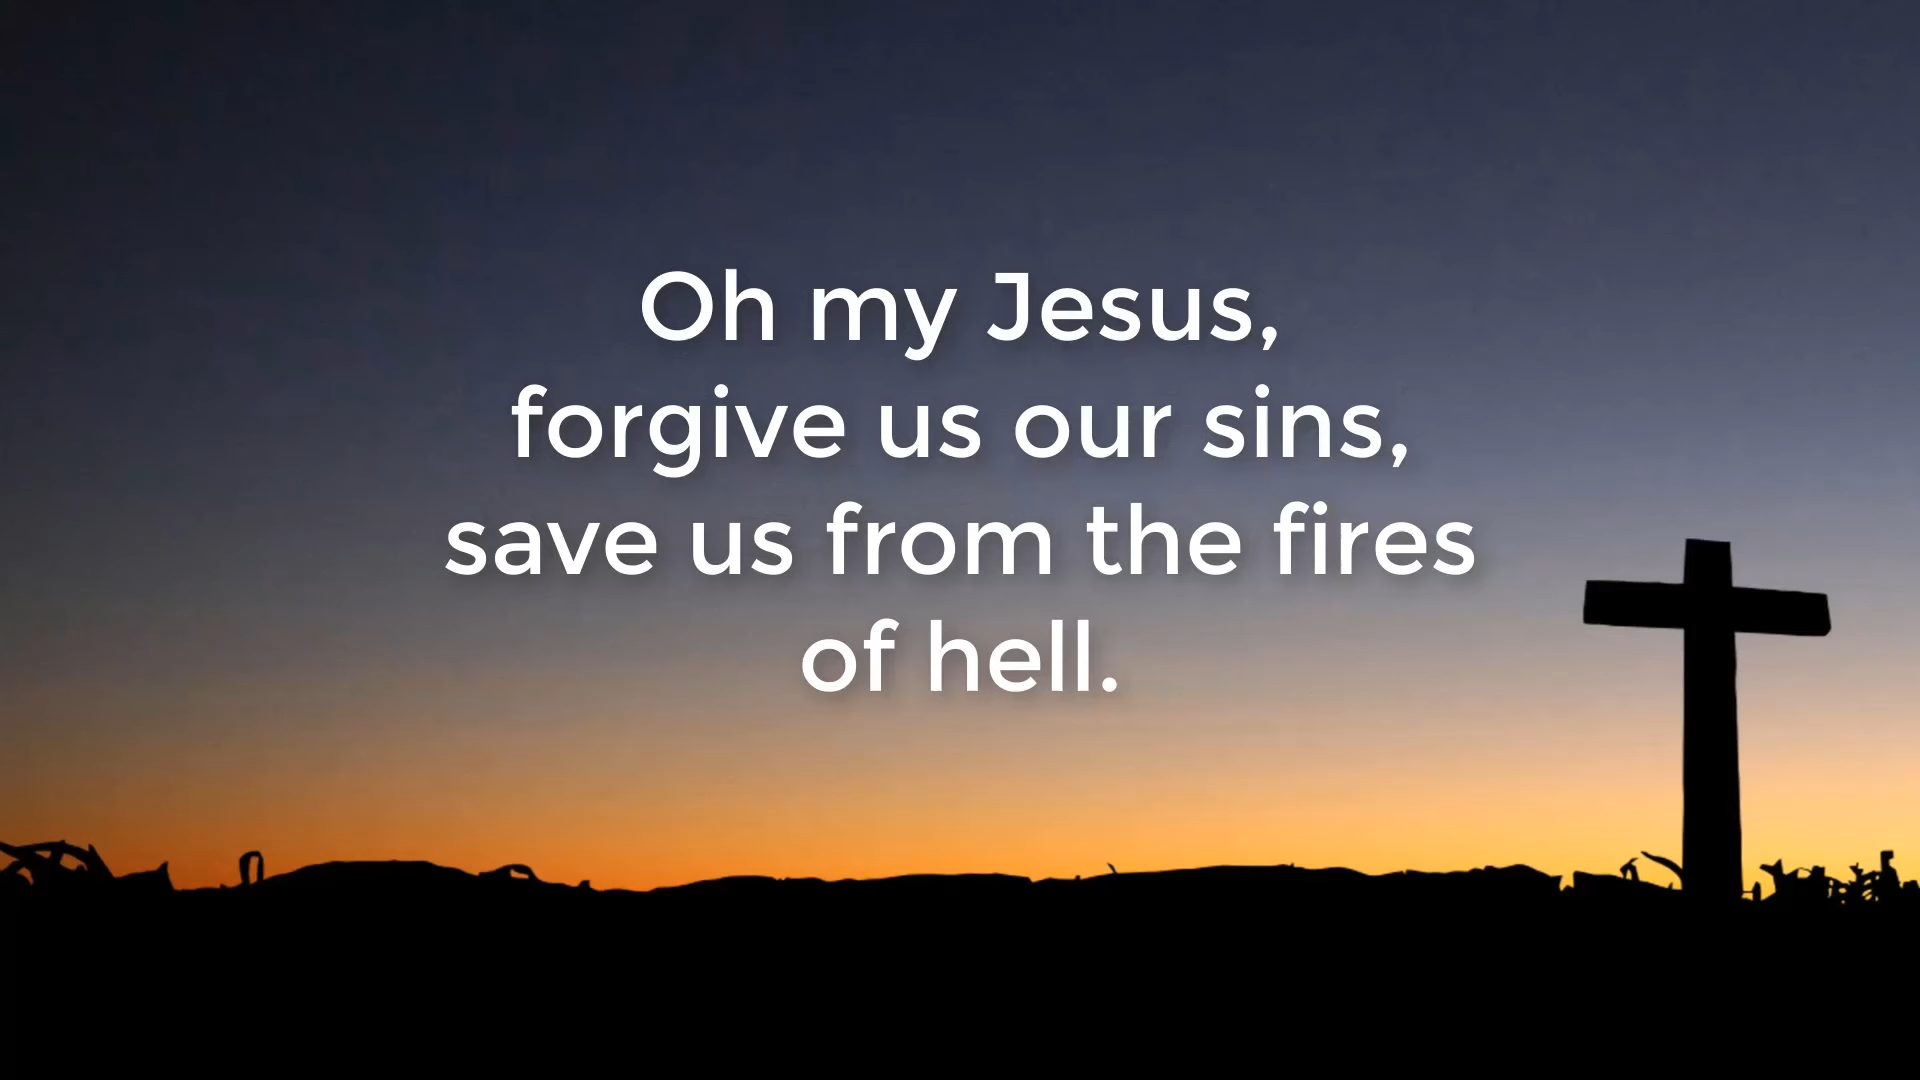 Oh my Jesus,
forgive us our sins,
save us from the fires
of hell.